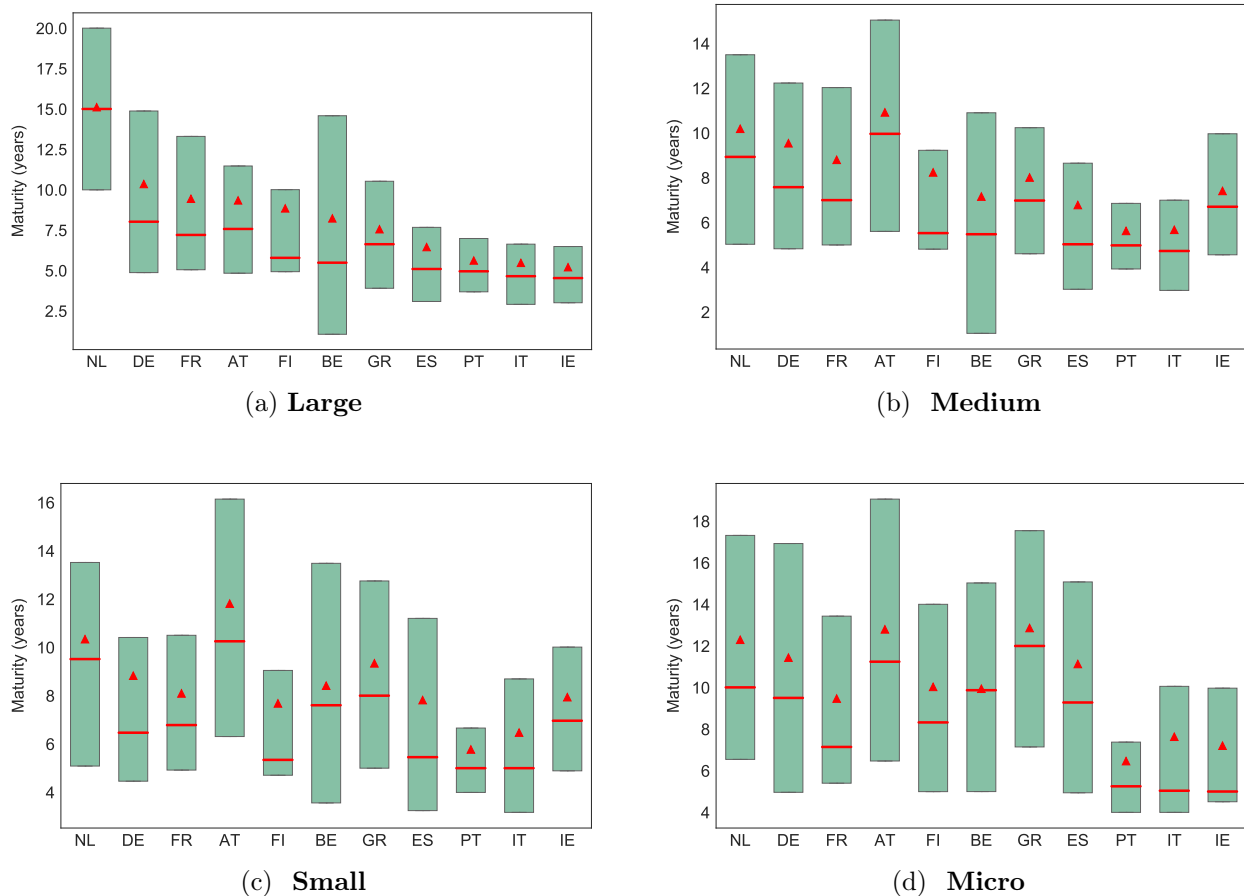 Maturity (years)
20.0
17.5
15.0
12.5
10.0
7.5
5.0
2.5
NL DE FR AT FI BE GR ES PT IT IE
(a) Large
Maturity (years)
14
12
10
8
6
4
2
NL DE FR AT FI BE GR ES PT IT IE
(b) Medium
Maturity (years)
16
14
12
10
8
6
4
NL DE FR AT FI BE GR ES PT IT IE
(c) Small
Maturity (years)
18
16
14
12
10
8
6
4
NL DE FR AT FI BE GR ES PT IT IE
(d) Micro